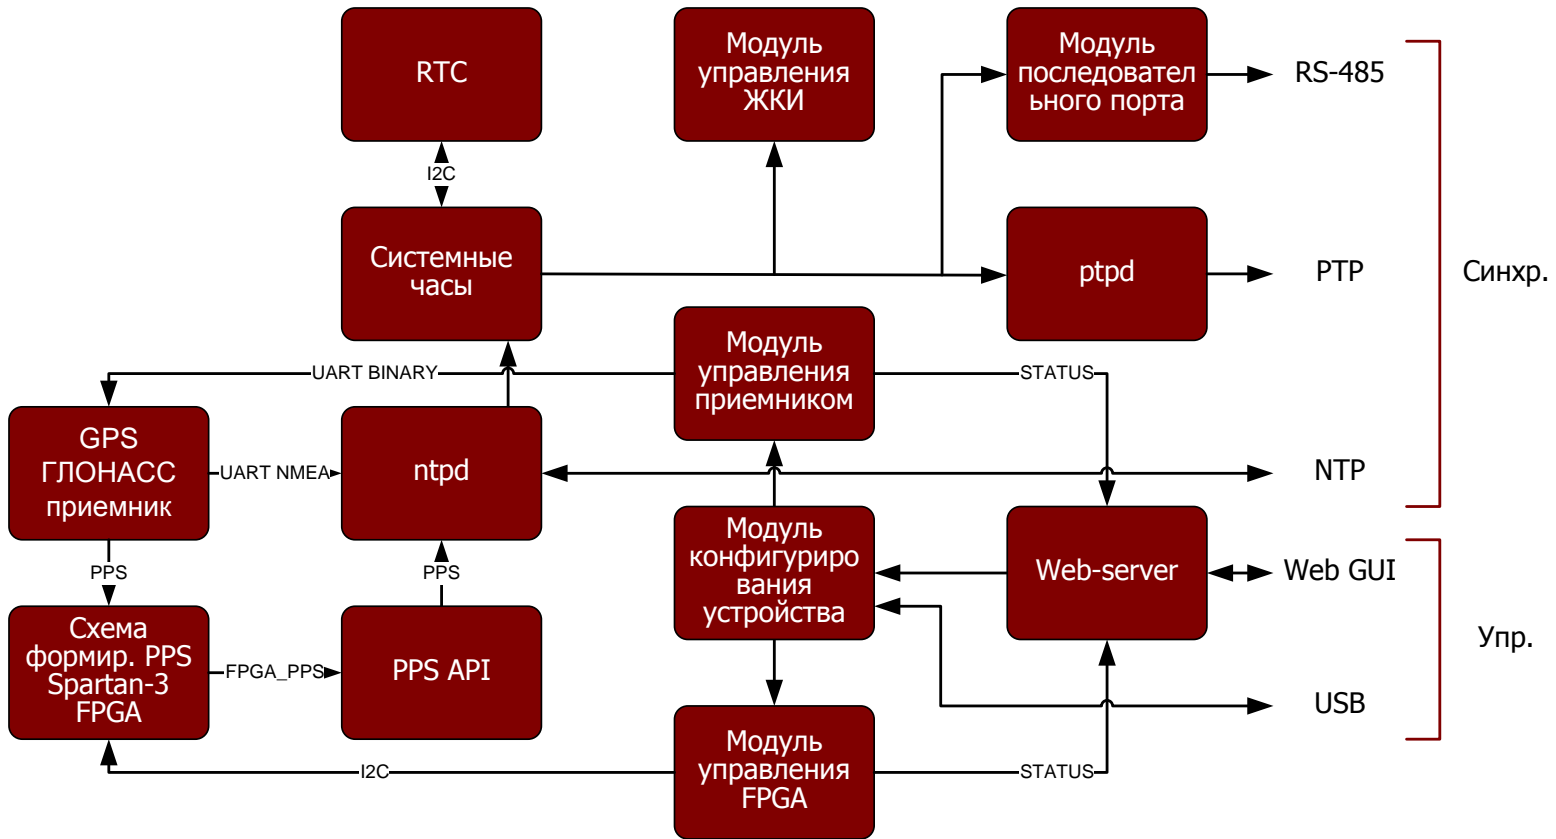 RTC
Модуль
управления
ЖКИ
Модуль
последовател
ьного порта
RS-485
I2C
Системные
часы
ptpd
PTP
Синхр.
Модуль
управления
приемником
UART BINARY
STATUS
GPS
ГЛОНАСС
приемник
UART NMEA
ntpd
NTP
PPS
PPS
Модуль
конфигуриро
вания
устройства
Web-server
Web GUI
Упр.
Схема
формир. PPS
Spartan-3
FPGA
FPGA_PPS
PPS API
USB
Модуль
управления
FPGA
I2C
STATUS